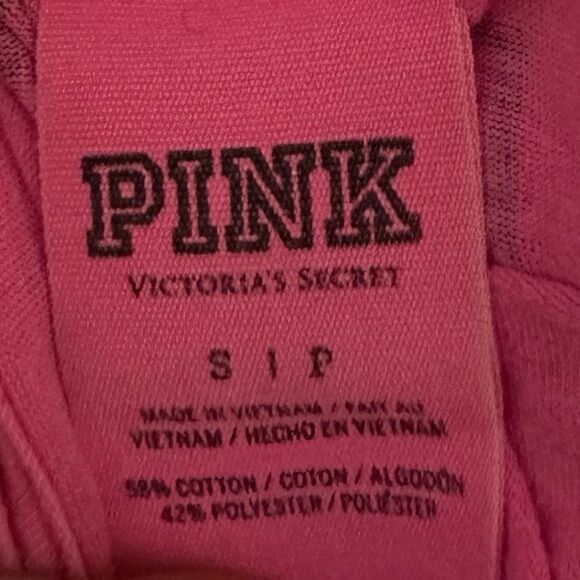 PINK
VICTORIA'S SECRET
S | P
MADE IN VIETNAM / FAIT AU
VIETNAM / HECHO EN VIETNAM
58% COTTON / COTON / ALGODÓN
42% POLYESTER / POLIÉSTER